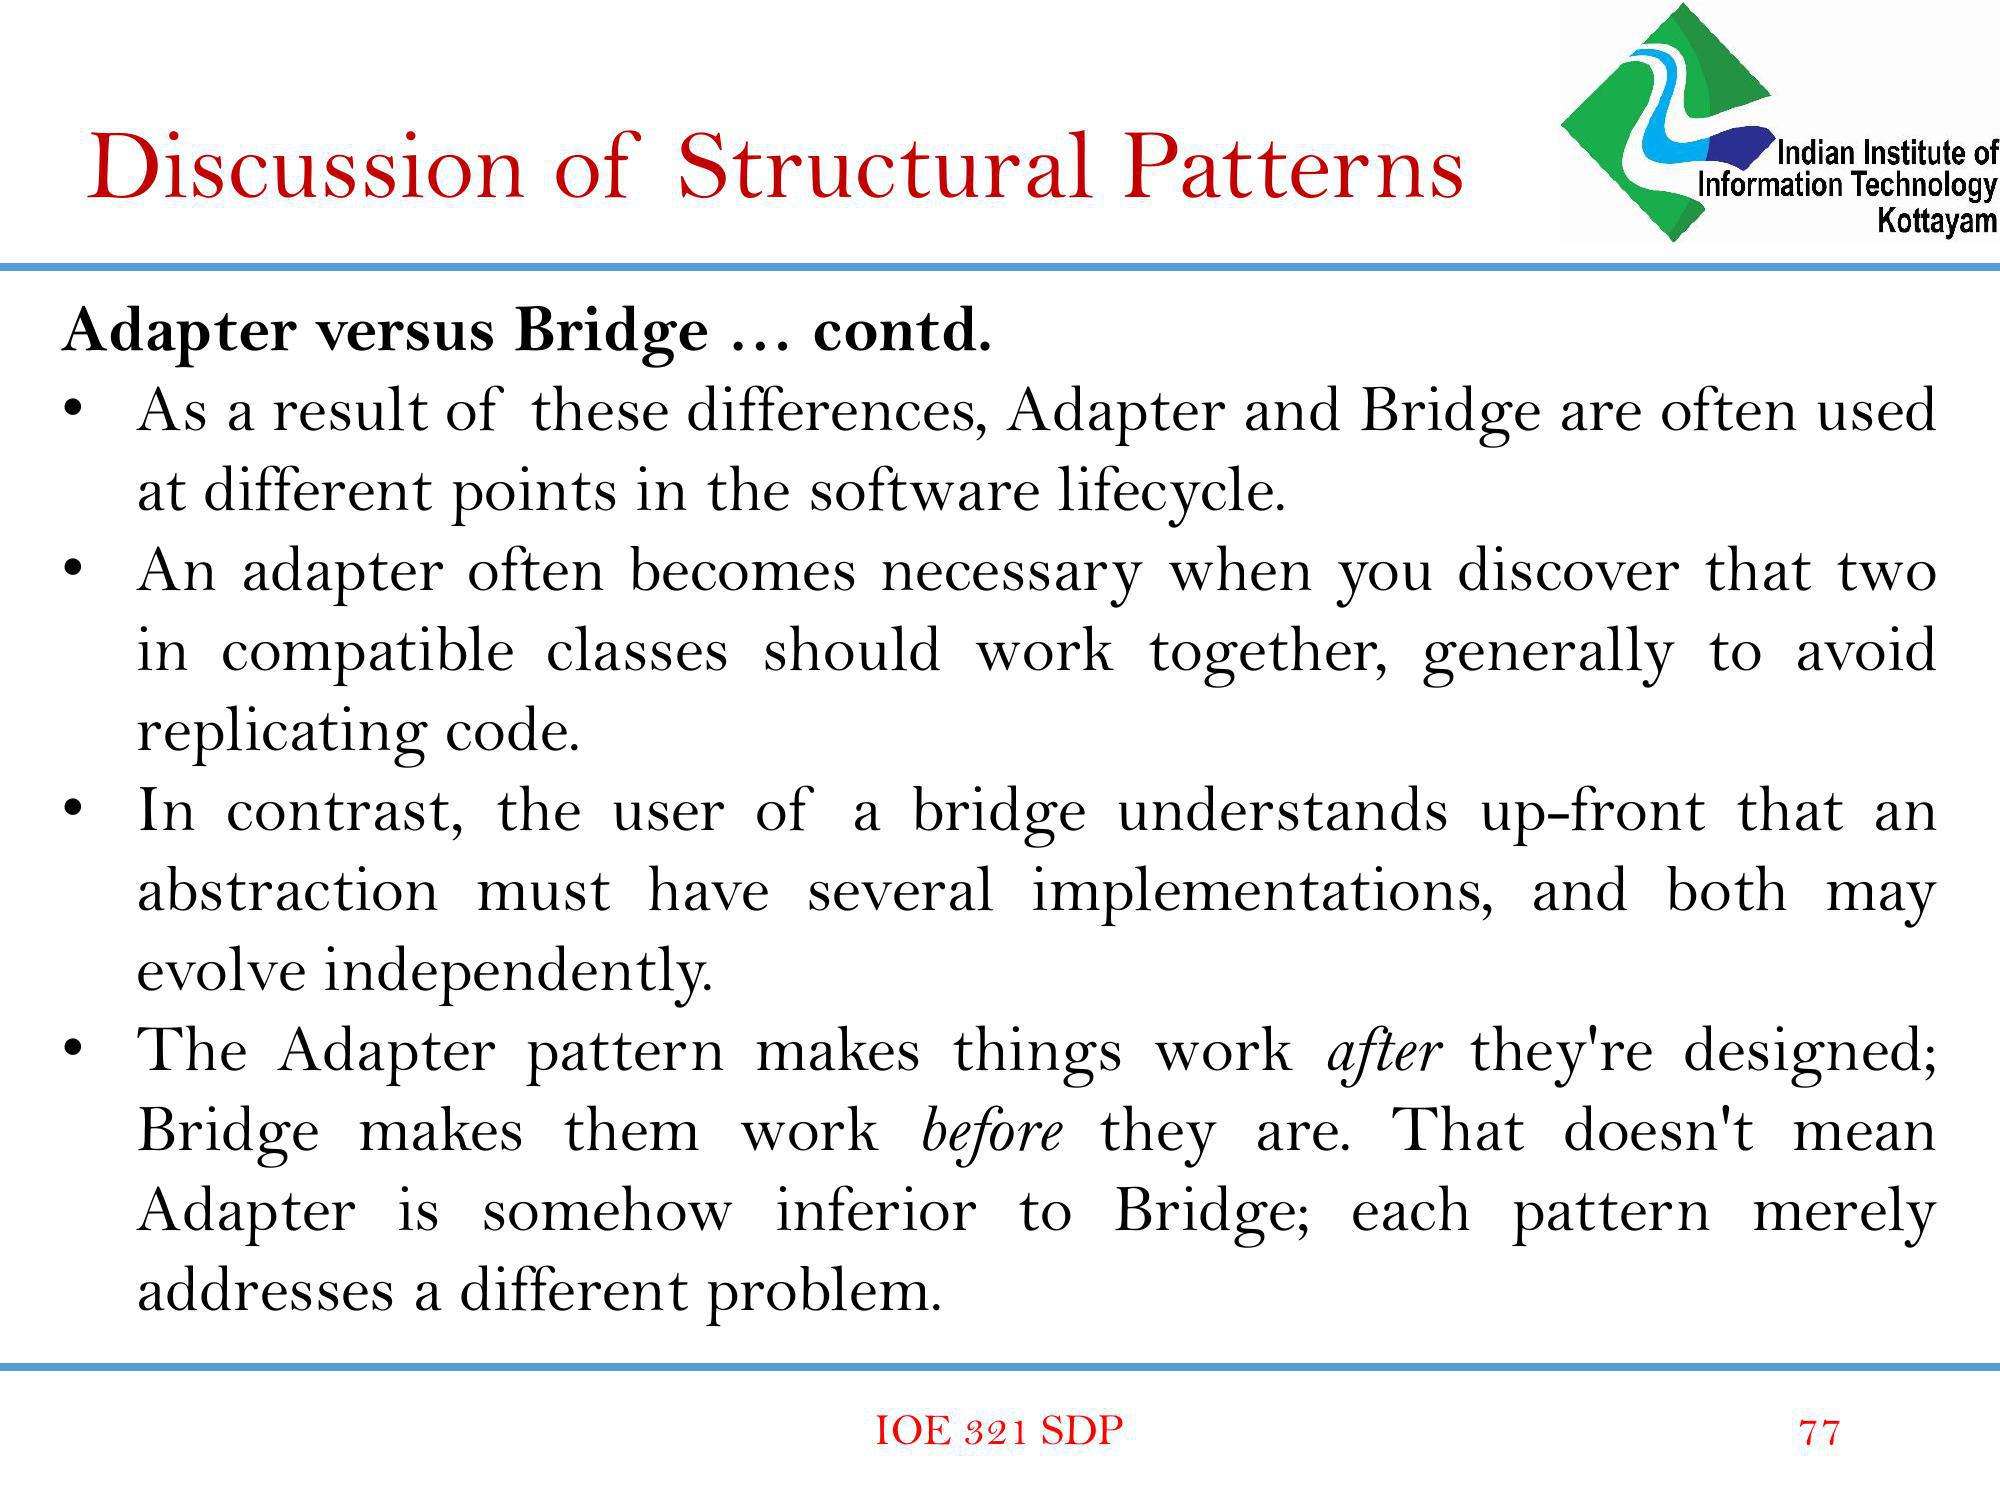 Discussion of Structural Patterns
Indian Institute of
Information Technology
Kottayam
Adapter versus Bridge … contd.
• As a result of these differences, Adapter and Bridge are often used
at different points in the software lifecycle.
• An adapter often becomes necessary when you discover that two
in compatible classes should work together, generally to avoid
replicating code.
• In contrast, the user of a bridge understands up-front that an
abstraction must have several implementations, and both may
evolve independently.
• The Adapter pattern makes things work after they're designed;
Bridge makes them work before they are. That doesn't mean
Adapter is somehow inferior to Bridge; each pattern merely
addresses a different problem.
IOE 321 SDP
77